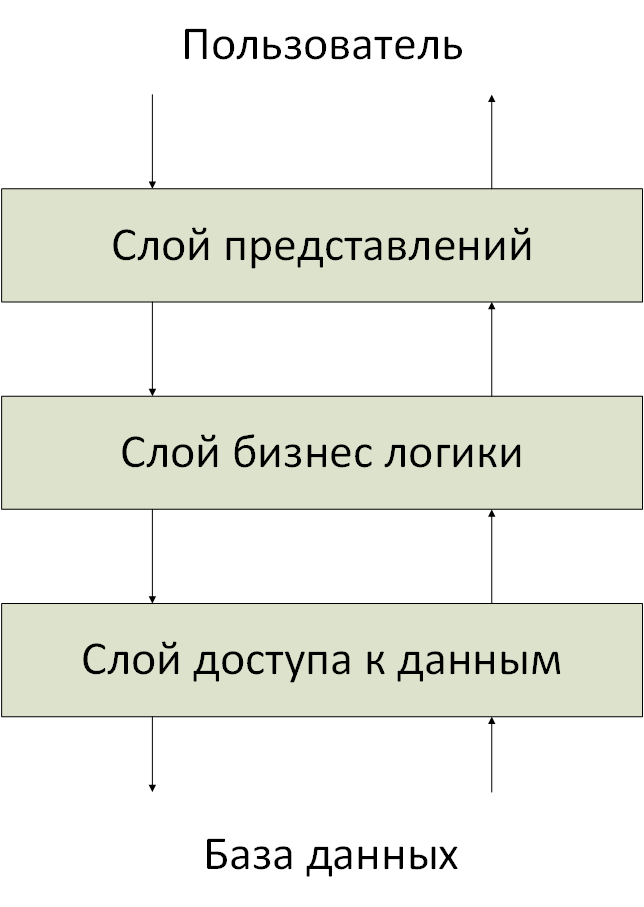 Пользователь
Слой представлений
Слой бизнес логики
Слой доступа к данным
База данных